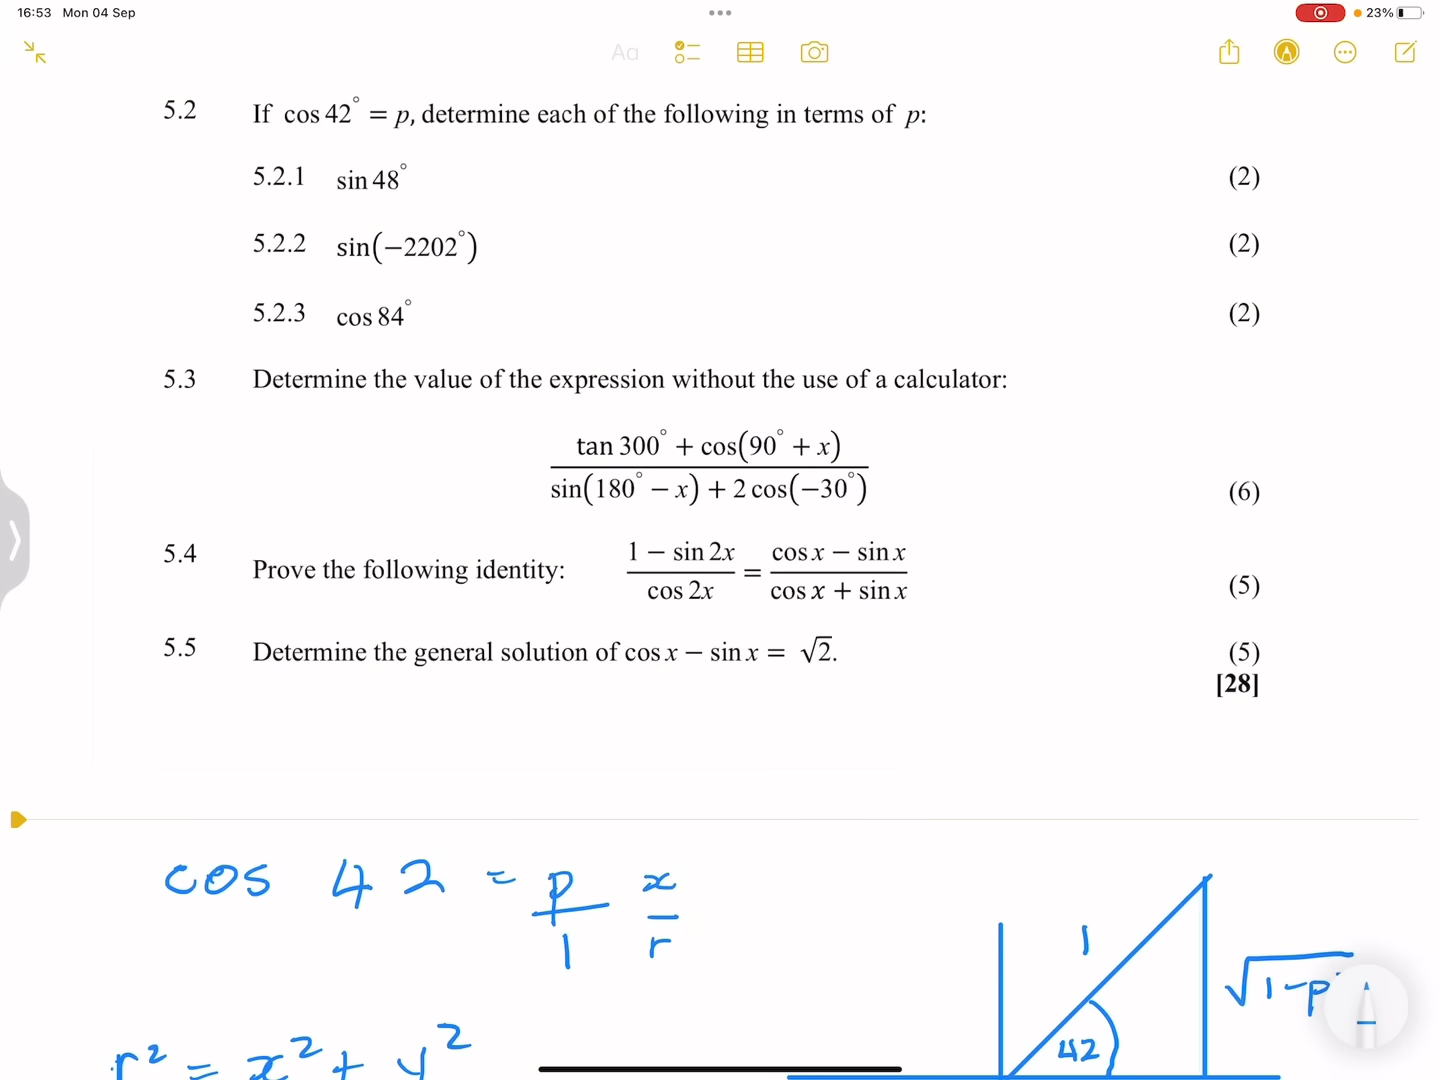 16:53 Mon 04 Sep
23%
Aa
5.2 If cos 42° = p, determine each of the following in terms of p:
5.2.1 sin 48° (2)
5.2.2 sin(−2202°) (2)
5.2.3 cos 84° (2)
5.3 Determine the value of the expression without the use of a calculator:
tan 300° + cos(90° + x)
sin(180° − x) + 2 cos(−30°) (6)
5.4 Prove the following identity: 1 − sin 2x / cos 2x = cos x − sin x / cos x + sin x (5)
5.5 Determine the general solution of cos x − sin x = √2. (5)
[28]
cos 42 = p/1 x/r
1
√1-p
42
r² = x² + y²